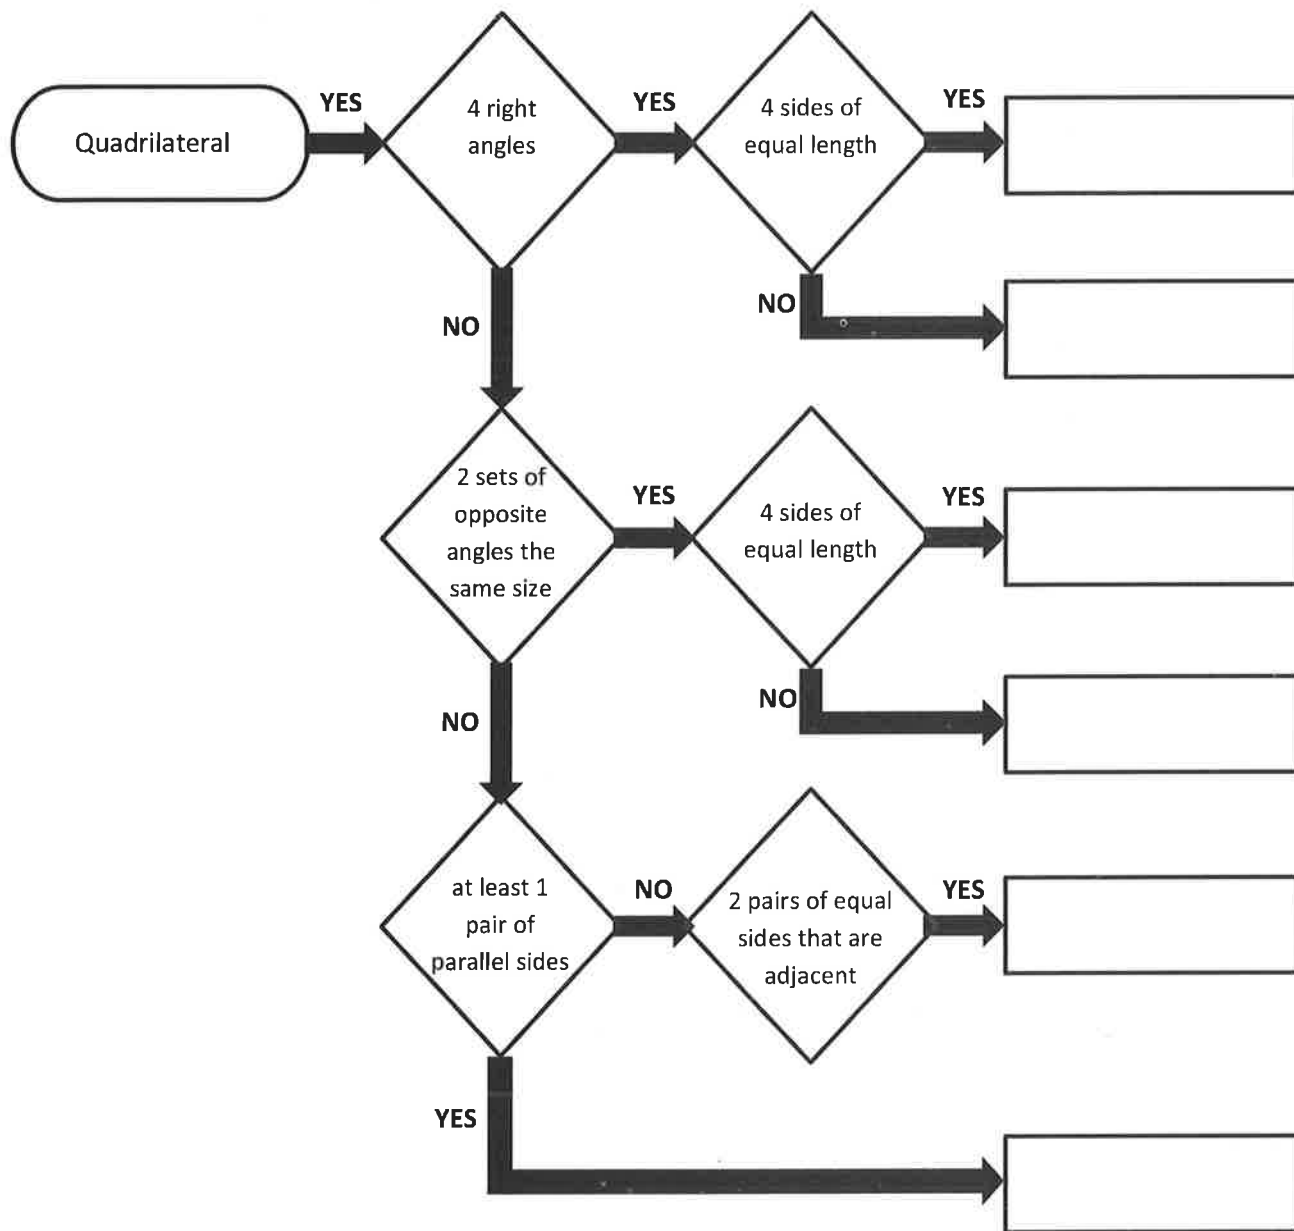 Quadrilateral
YES
4 right
angles
YES
4 sides of
equal length
YES
NO
NO
2 sets of
opposite
angles the
same size
YES
4 sides of
equal length
YES
NO
NO
at least 1
pair of
parallel sides
NO
2 pairs of equal
sides that are
adjacent
YES
YES